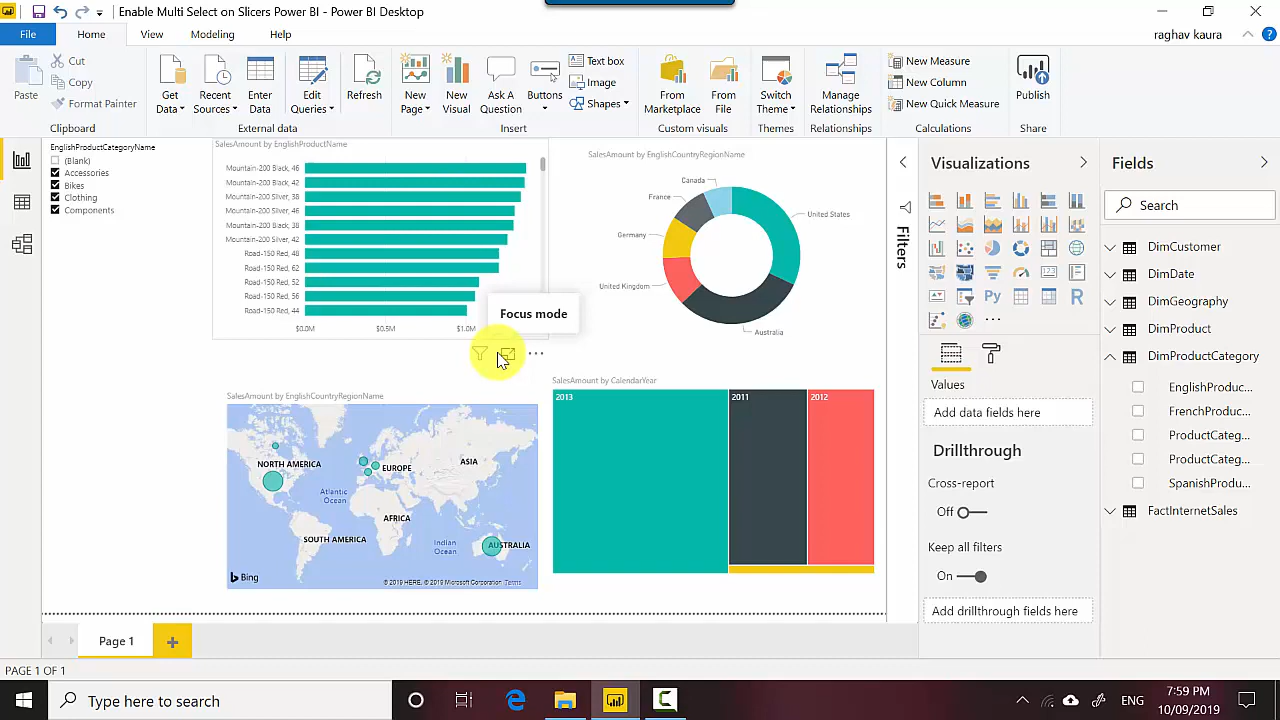 Enable Multi Select on Slicers Power BI - Power BI Desktop
File
Home
View
Modeling
Help
raghav kaura
Paste
Cut
Copy
Format Painter
Clipboard
Get Data
Recent Sources
Enter Data
Edit Queries
Refresh
External data
New Page
New Visual
Ask A Question
Buttons
Text box
Image
Shapes
Insert
From Marketplace
From File
Custom visuals
Switch Theme
Themes
Manage Relationships
Relationships
New Measure
New Column
New Quick Measure
Calculations
Publish
Share
EnglishProductCategoryName
(Blank)
Accessories
Bikes
Clothing
Components
SalesAmount by EnglishProductName
Mountain-200 Black, 46
Mountain-200 Black, 42
Mountain-200 Silver, 38
Mountain-200 Silver, 46
Mountain-200 Black, 38
Mountain-200 Silver, 42
Road-150 Red, 48
Road-150 Red, 62
Road-150 Red, 52
Road-150 Red, 56
Road-150 Red, 44
$0.0M
$0.5M
$1.0M
Focus mode
SalesAmount by EnglishCountryRegionName
Canada
France
Germany
United Kingdom
United States
Australia
SalesAmount by EnglishCountryRegionName
NORTH AMERICA
EUROPE
ASIA
Atlantic
Ocean
AFRICA
SOUTH AMERICA
Indian
Ocean
AUSTRALIA
Bing
© 2019 HERE, © 2019 Microsoft Corporation Terms
SalesAmount by CalendarYear
2013
2011
2012
Filters
Visualizations
Py
R
123
Values
Add data fields here
Drillthrough
Cross-report
Off
Keep all filters
On
Add drillthrough fields here
Fields
Search
DimCustomer
DimDate
DimGeography
DimProduct
DimProductCategory
EnglishProduc...
FrenchProduc...
ProductCateg...
ProductCateg...
SpanishProdu...
FactInternetSales
Page 1
PAGE 1 OF 1
Type here to search
ENG
7:59 PM
10/09/2019